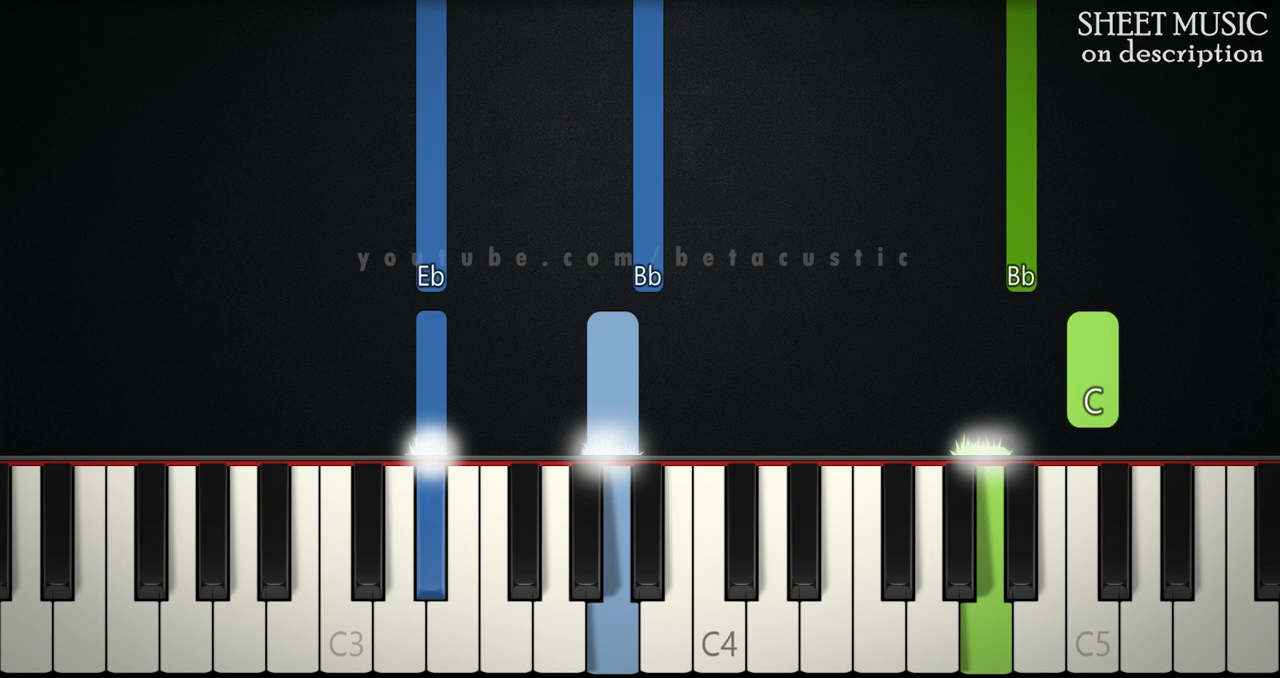 SHEET MUSIC
on description
youtube.com/betacustic
Eb
Bb
Bb
C
C3
C4
C5